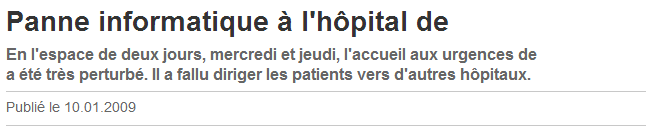 Panne informatique à l'hôpital de
En l'espace de deux jours, mercredi et jeudi, l'accueil aux urgences de
a été très perturbé. Il a fallu diriger les patients vers d'autres hôpitaux.
Publié le 10.01.2009